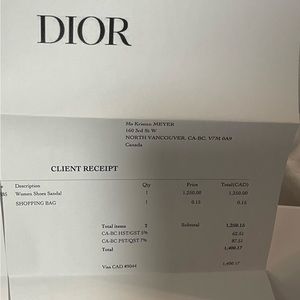 DIOR
Ms Kristen MEYER
160 3rd St W
NORTH VANCOUVER, CA-BC, V7M 0A9
Canada
CLIENT RECEIPT
Description Qty Price Total(CAD)
Women Shoes Sandal 1 1,250.00 1,250.00
SHOPPING BAG 1 0.15 0.15
Total items 2 Subtotal 1,250.15
CA-BC HST/GST 5% 62.51
CA-BC PST/QST 7% 87.51
Total 1,400.17
Visa CAD #9044 1,400.17